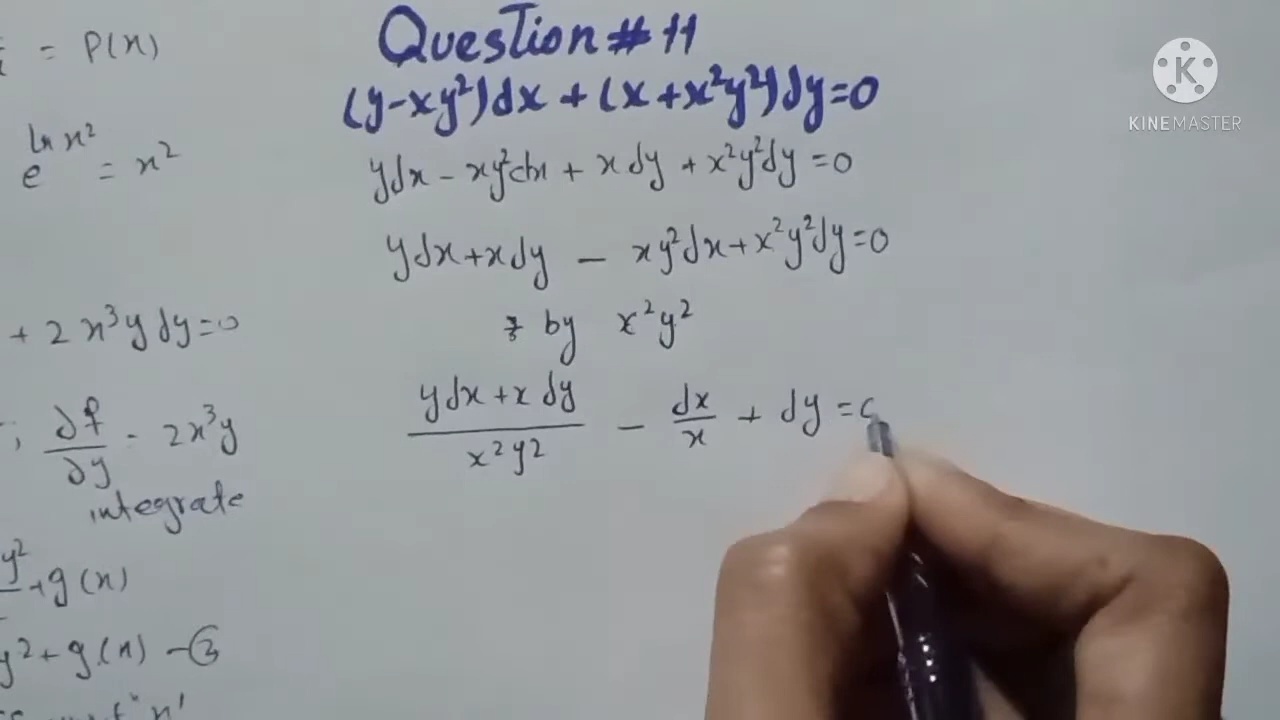 = P(x)
e^{ln x²} = x²
+ 2x³y dy = 0
; ∂f/∂y = 2x³y
integrate
y² + g(x)
y² + g(x) - ③
Question # 11
(y-xy²)dx + (x+x²y²)dy=0
ydx - xy²dx + xdy + x²y²dy = 0
ydx + xdy - xy²dx + x²y²dy = 0
÷ by x²y²
(ydx + xdy)/(x²y²) - dx/x + dy =
KINEMASTER